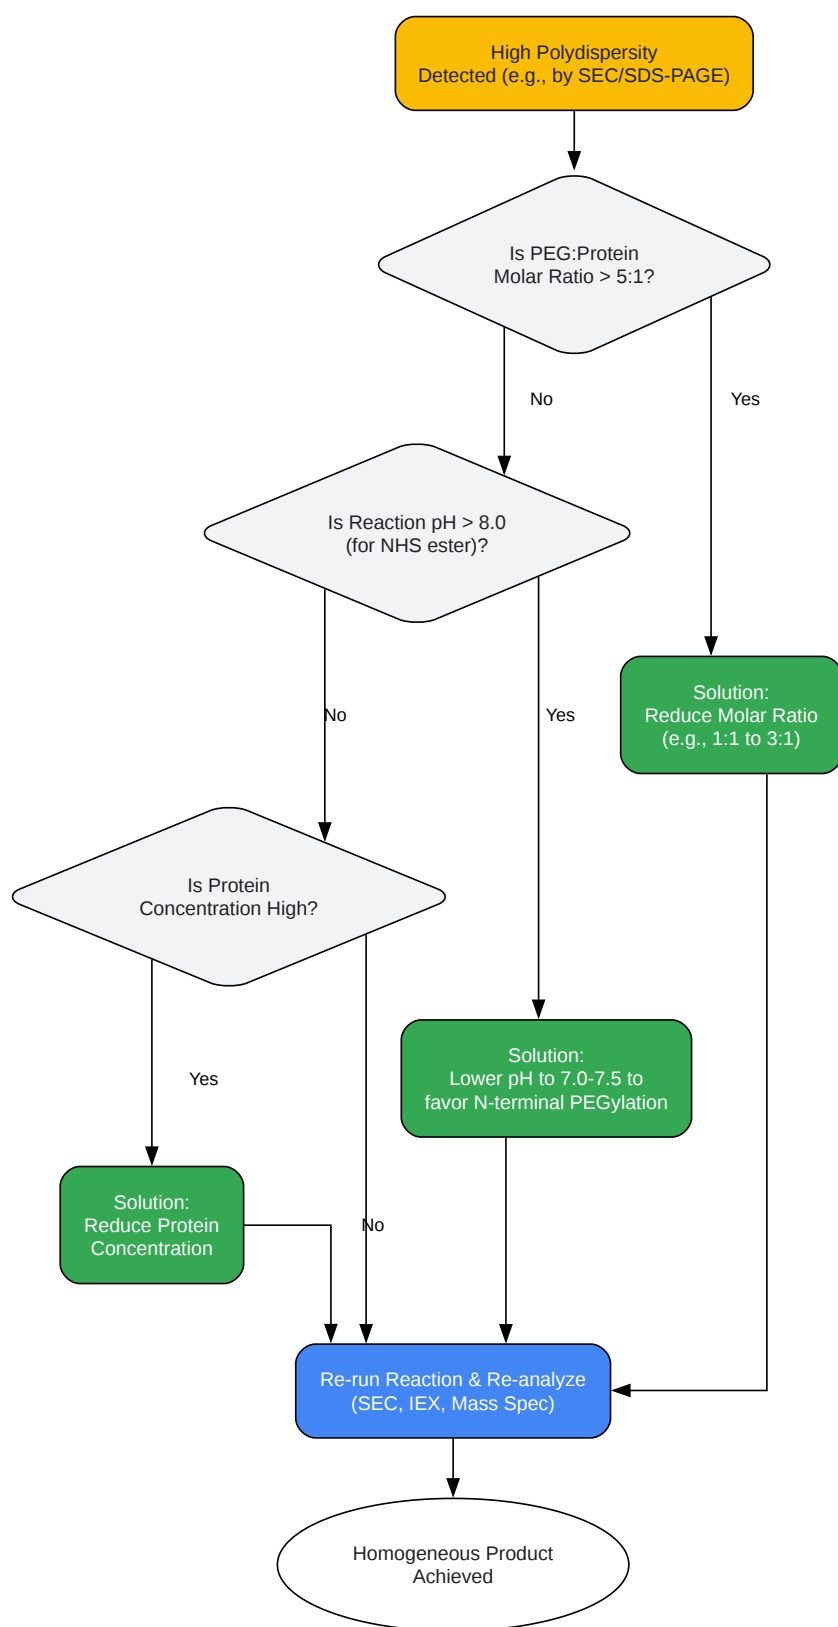 High Polydispersity
Detected (e.g., by SEC/SDS-PAGE)
Is PEG:Protein
Molar Ratio > 5:1?
No
Yes
Is Reaction pH > 8.0
(for NHS ester)?
No
Yes
Solution:
Reduce Molar Ratio
(e.g., 1:1 to 3:1)
Is Protein
Concentration High?
Solution:
Lower pH to 7.0-7.5 to
favor N-terminal PEGylation
Yes
Solution:
Reduce Protein
Concentration
No
Re-run Reaction & Re-analyze
(SEC, IEX, Mass Spec)
Homogeneous Product
Achieved